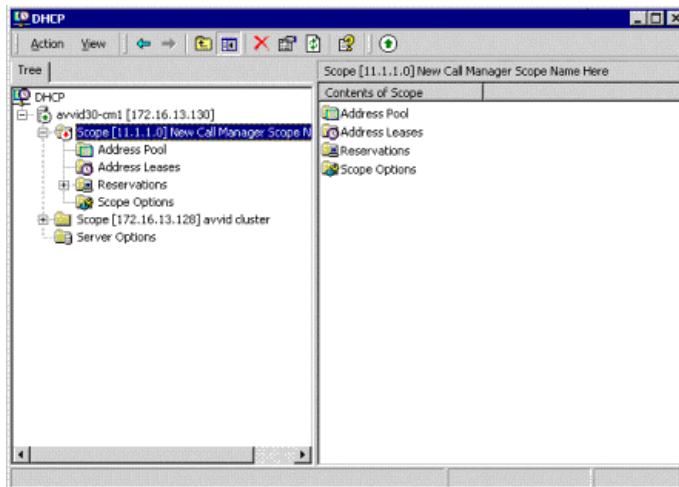 DHCP
Action View
Tree
Scope [11.1.1.0] New Call Manager Scope Name Here
DHCP
avvid30-cm1 [172.16.13.130]
Scope [11.1.1.0] New Call Manager Scope N
Address Pool
Address Leases
Reservations
Scope Options
Scope [172.16.13.128] avvid cluster
Server Options
Contents of Scope
Address Pool
Address Leases
Reservations
Scope Options